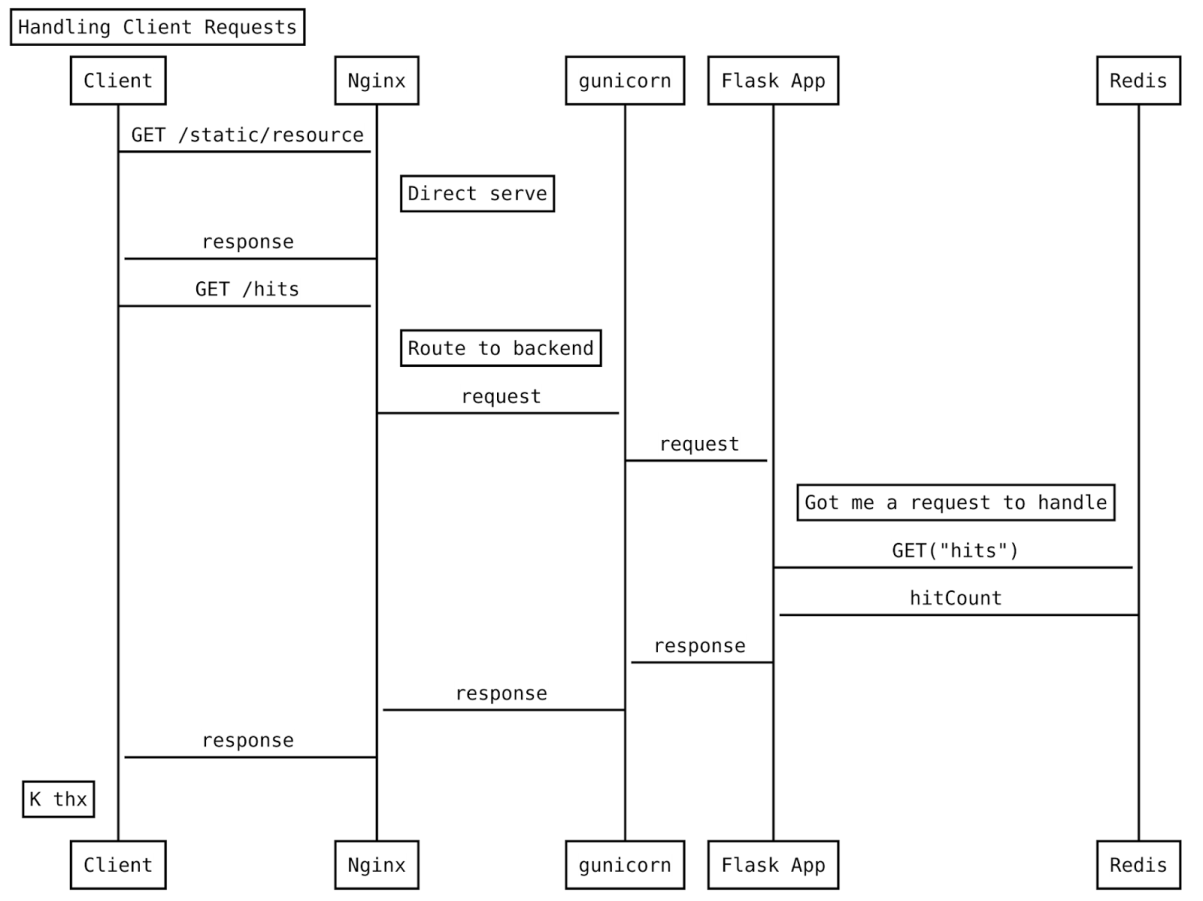 Handling Client Requests
Client
Nginx
gunicorn
Flask App
Redis
GET /static/resource
Direct serve
response
GET /hits
Route to backend
request
request
Got me a request to handle
GET("hits")
hitCount
response
response
response
K thx
Client
Nginx
gunicorn
Flask App
Redis